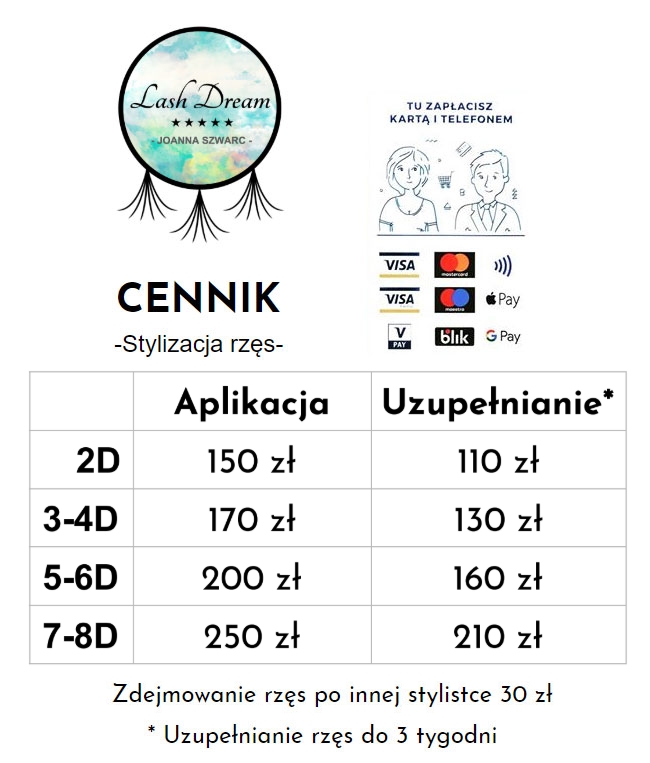 Lash Dream
★★★★★
- JOANNA SZWARC -
TU ZAPŁACISZ
KARTĄ I TELEFONEM
VISA mastercard
VISA maestro Pay
V PAY blik G Pay
CENNIK
-Stylizacja rzęs-
Aplikacja Uzupełnianie*
2D 150 zł 110 zł
3-4D 170 zł 130 zł
5-6D 200 zł 160 zł
7-8D 250 zł 210 zł
Zdejmowanie rzęs po innej stylistce 30 zł
* Uzupełnianie rzęs do 3 tygodni